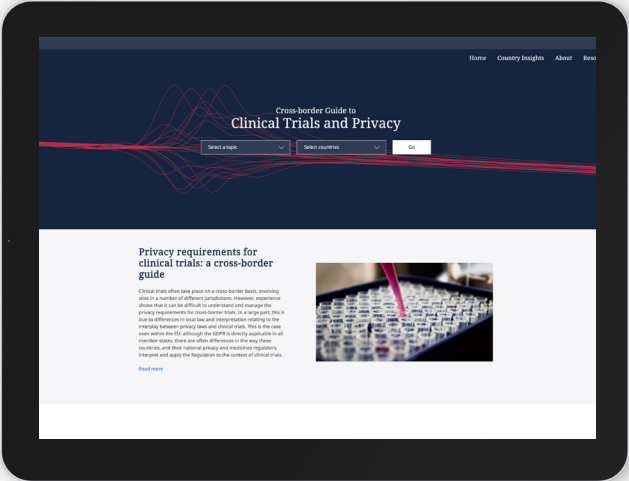 Home Country Insights About Reso
Cross-border Guide to
Clinical Trials and Privacy
Select a topic
Select countries
Go
Privacy requirements for
clinical trials: a cross-border
guide
Clinical trials often take place on a cross-border basis, involving
sites in a number of different jurisdictions. However, experience
shows that it can be difficult to understand and manage the
privacy requirements for cross-border trials. In a large part, this is
due to differences in local law and interpretation relating to the
interplay between privacy laws and clinical trials. This is the case
even within the EU: although the GDPR is directly applicable in all
member states, there are often differences in the way these
countries, and their national privacy and medicines regulators,
interpret and apply the Regulation to the context of clinical trials.
Read more